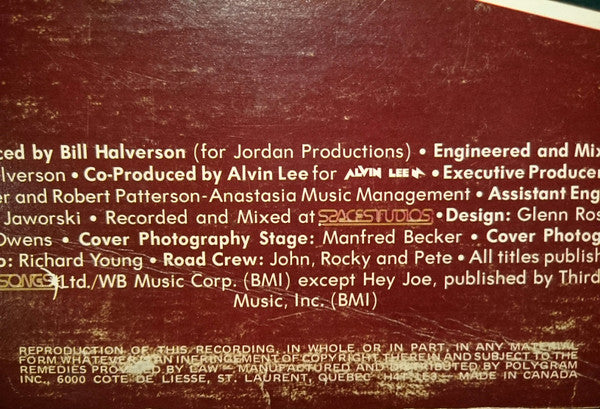 ced by Bill Halverson (for Jordan Productions) • Engineered and Mix
lverson • Co-Produced by Alvin Lee for ALVIN LEE • Executive Producer
er and Robert Patterson-Anastasia Music Management • Assistant Eng
Jaworski • Recorded and Mixed at SPACE STUDIOS • Design: Glenn Ros
Owens • Cover Photography Stage: Manfred Becker • Cover Photog
o: Richard Young • Road Crew: John, Rocky and Pete • All titles publish
SONGS Ltd./WB Music Corp. (BMI) except Hey Joe, published by Third
Music, Inc. (BMI)
REPRODUCTION OF THIS RECORDING, IN WHOLE OR IN PART, IN ANY MATERIAL
FORM WHATEVER IS AN INFRINGEMENT OF COPYRIGHT THEREIN AND SUBJECT TO THE
REMEDIES PROVIDED BY LAW - MANUFACTURED AND DISTRIBUTED BY POLYGRAM
INC., 6000 COTE DE LIESSE, ST. LAURENT, QUEBEC MADE IN CANADA